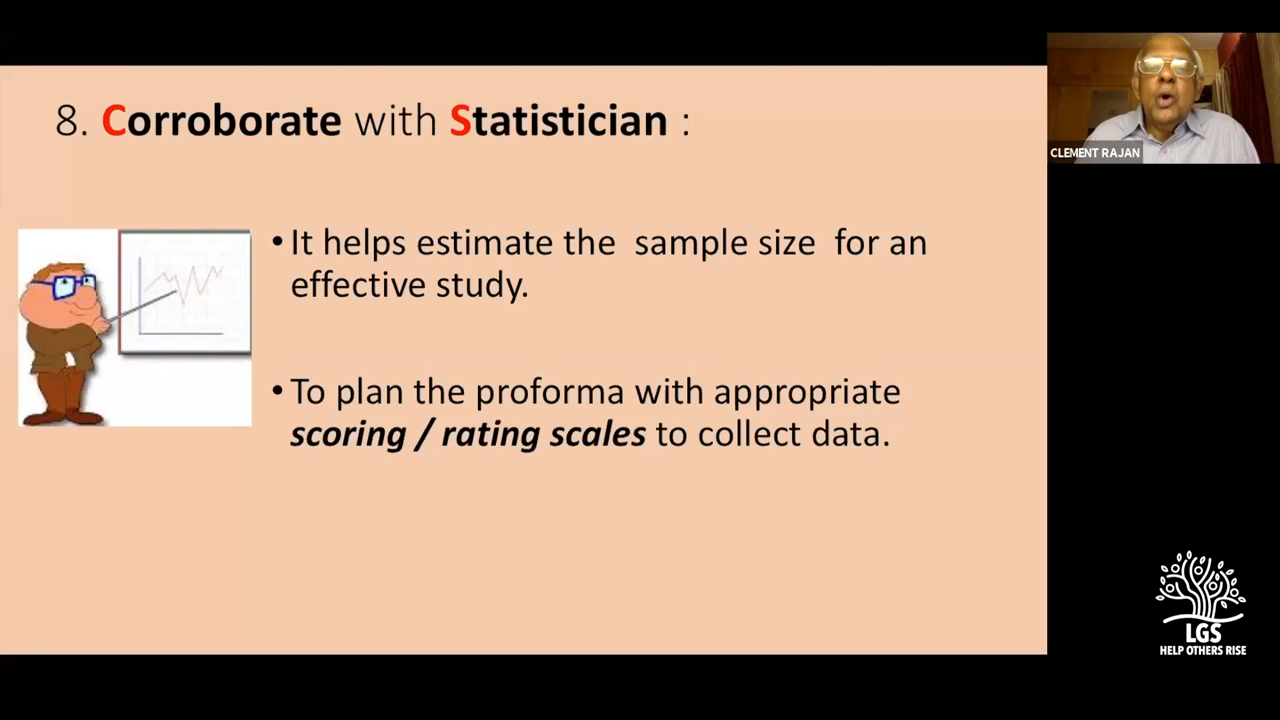 8. Corroborate with Statistician :
• It helps estimate the sample size for an
effective study.
• To plan the proforma with appropriate
scoring / rating scales to collect data.
CLEMENT RAJAN
LGS
HELP OTHERS RISE